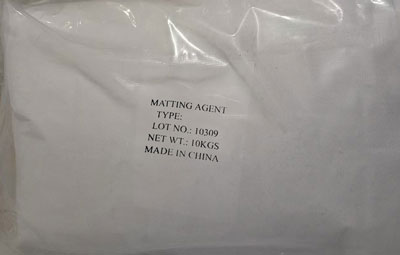 MATTING AGENT
TYPE:
LOT NO.: 10309
NET WT.: 10KGS
MADE IN CHINA